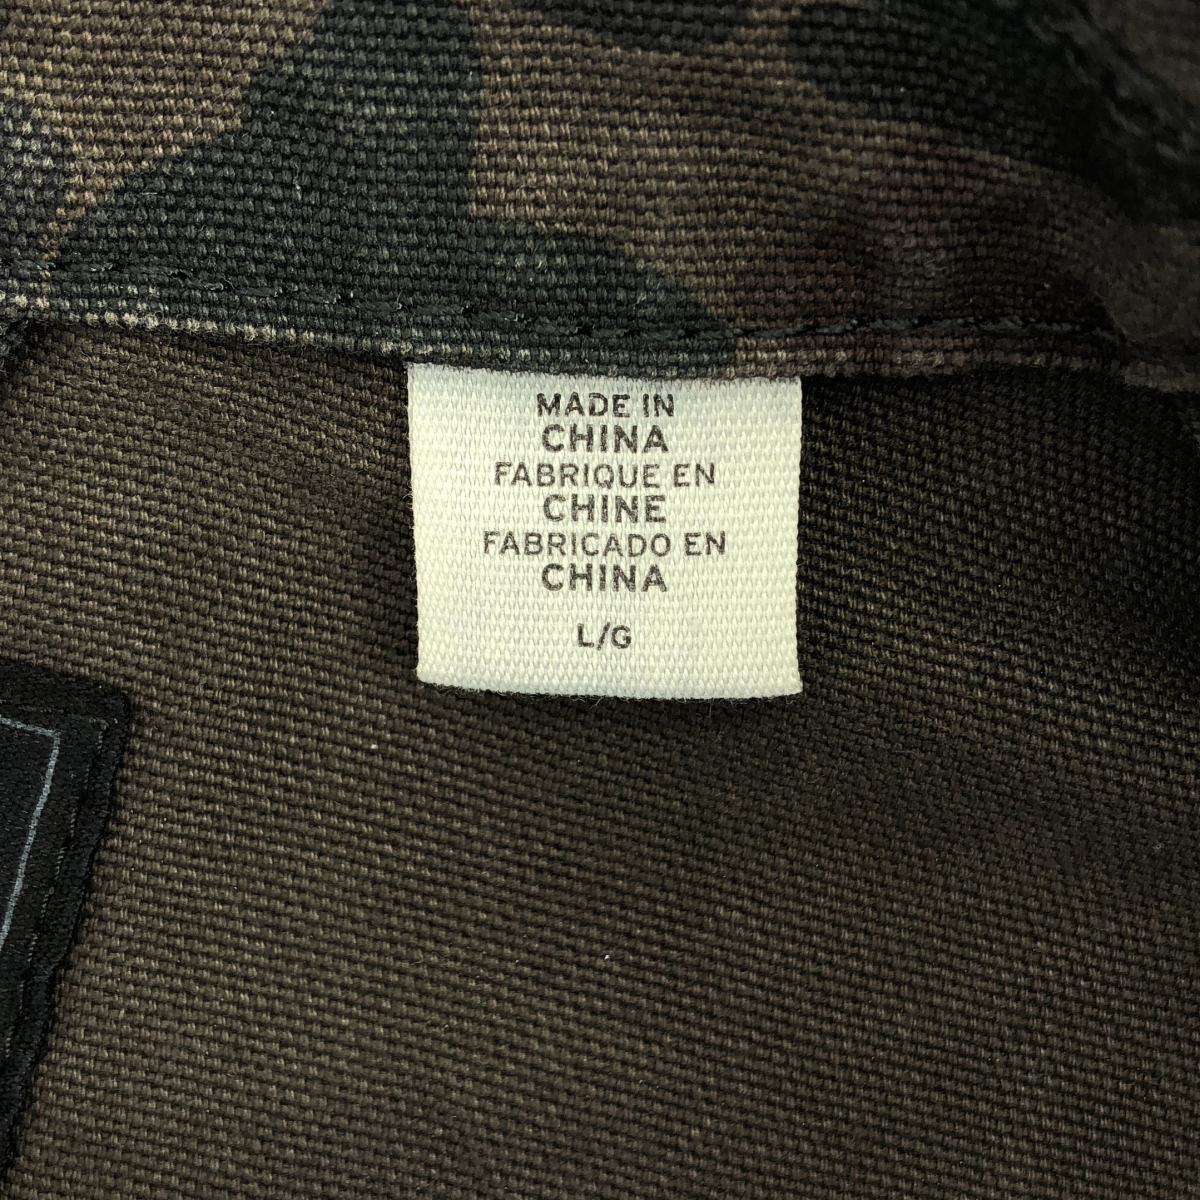 MADE IN
CHINA
FABRIQUE EN
CHINE
FABRICADO EN
CHINA
L/G